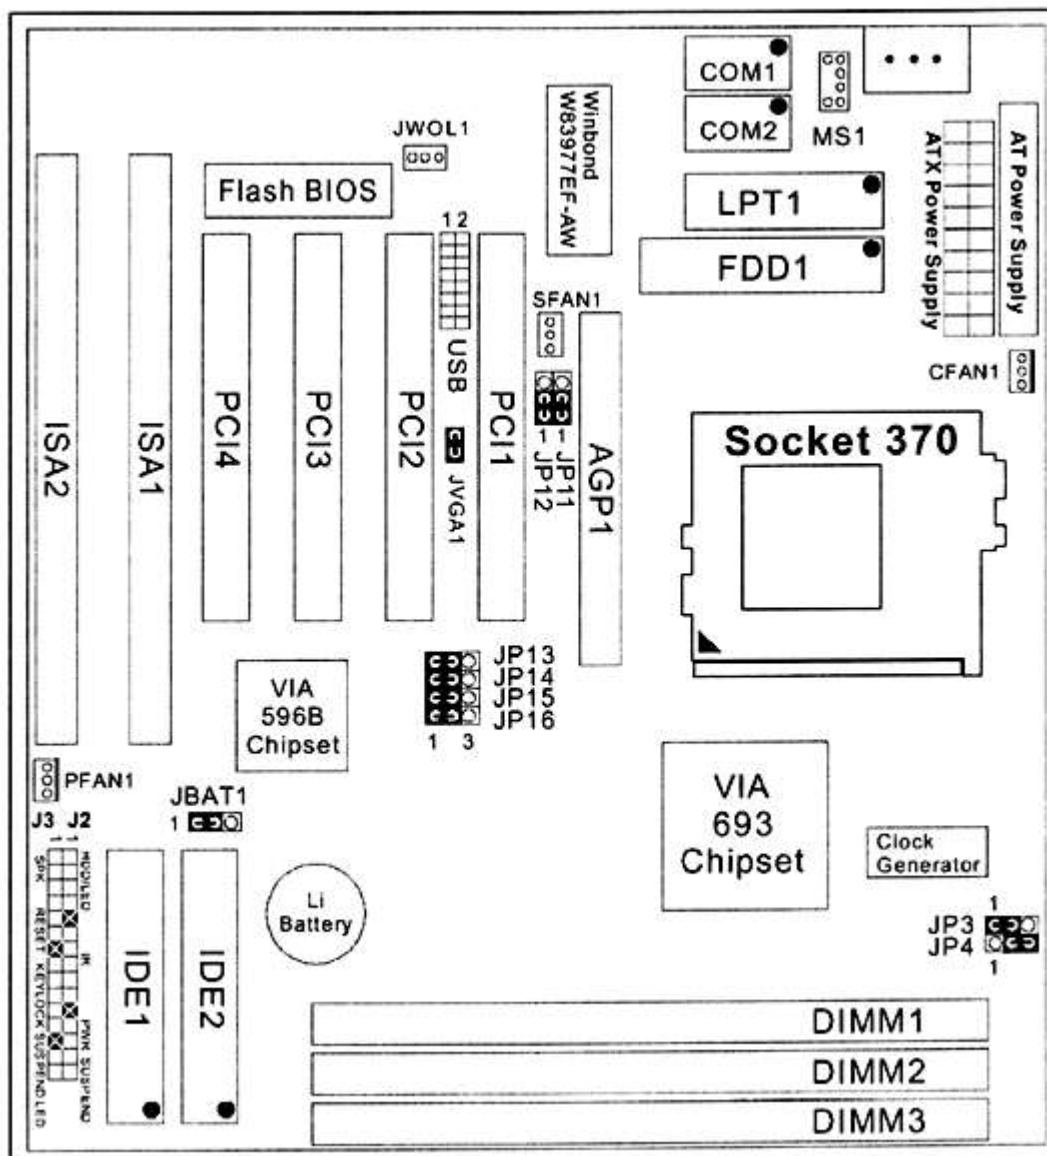 COM1
COM2
MS1
Winbond
W83977EF-AW
JWOL1
Flash BIOS
LPT1
FDD1
ATX Power Supply
AT Power Supply
1 2
USB
SFAN1
CFAN1
ISA2
ISA1
PCI4
PCI3
PCI2
JVGA1
PCI1
1 1
JP12
JP11
AGP1
Socket 370
JP13
JP14
JP15
JP16
1 3
VIA
596B
Chipset
PFAN1
JBAT1
1
J3 J2
1 1
SPK
RESET
KEYLOCK
SUSPENDLED
HDDLED
IR
PWR
SUSPEND
IDE1
IDE2
Li
Battery
VIA
693
Chipset
Clock
Generator
1
JP3
JP4
1
DIMM1
DIMM2
DIMM3